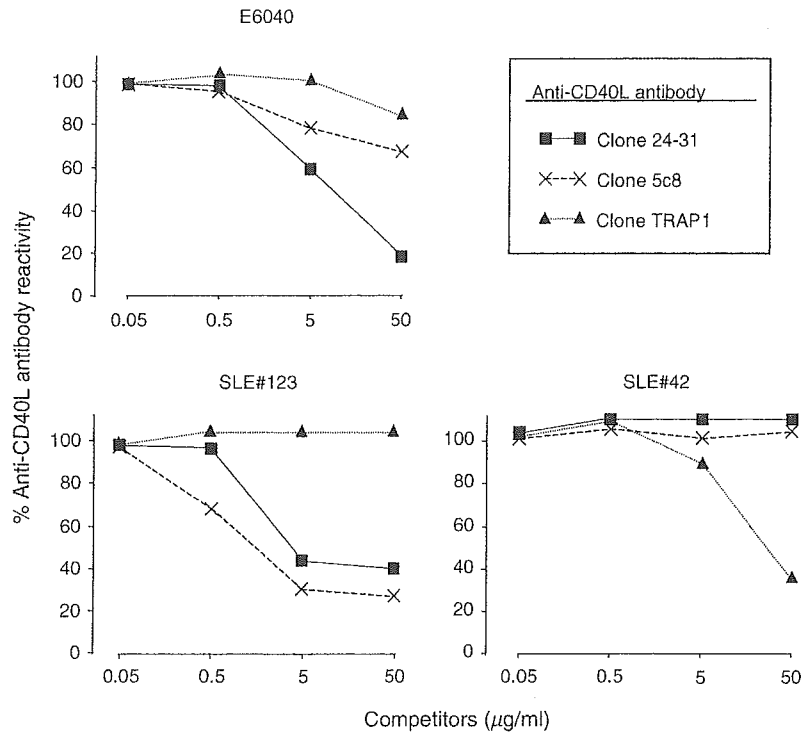 E6040
100
80
60
40
20
0
0.05 0.5 5 50
Anti-CD40L antibody
Clone 24-31
Clone 5c8
Clone TRAP1
% Anti-CD40L antibody reactivity
SLE#123
100
80
60
40
20
0
0.05 0.5 5 50
SLE#42
100
80
60
40
20
0
0.05 0.5 5 50
Competitors (μg/ml)